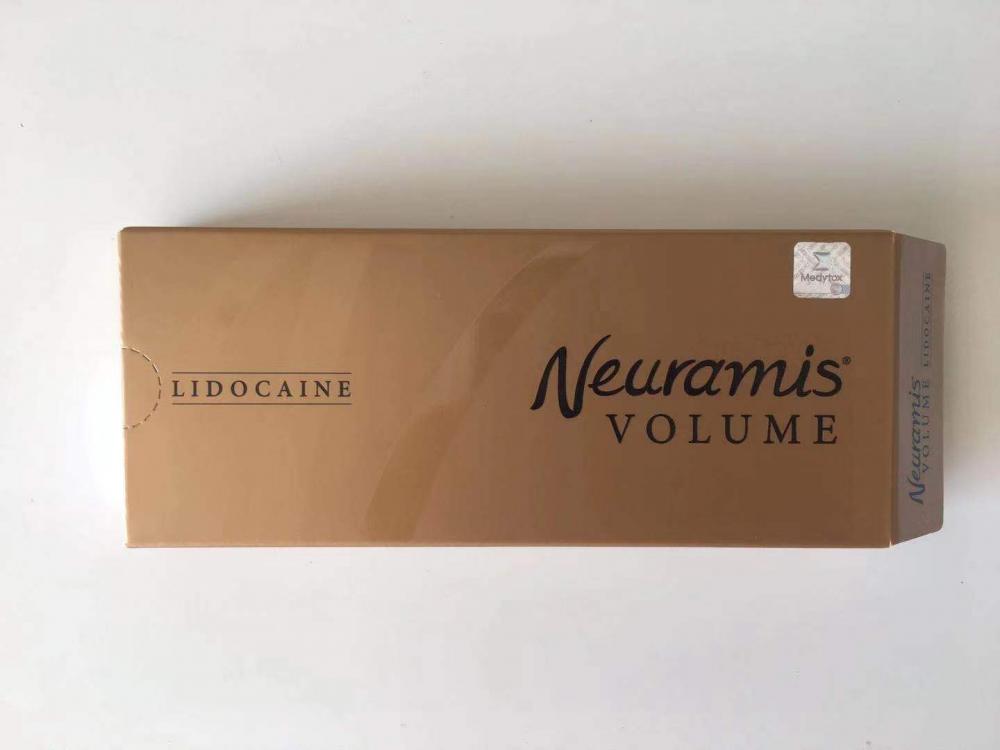 LIDOCAINE
Medytox
Neuramis®
VOLUME
Neuramis
VOLUME LIDOCAINE